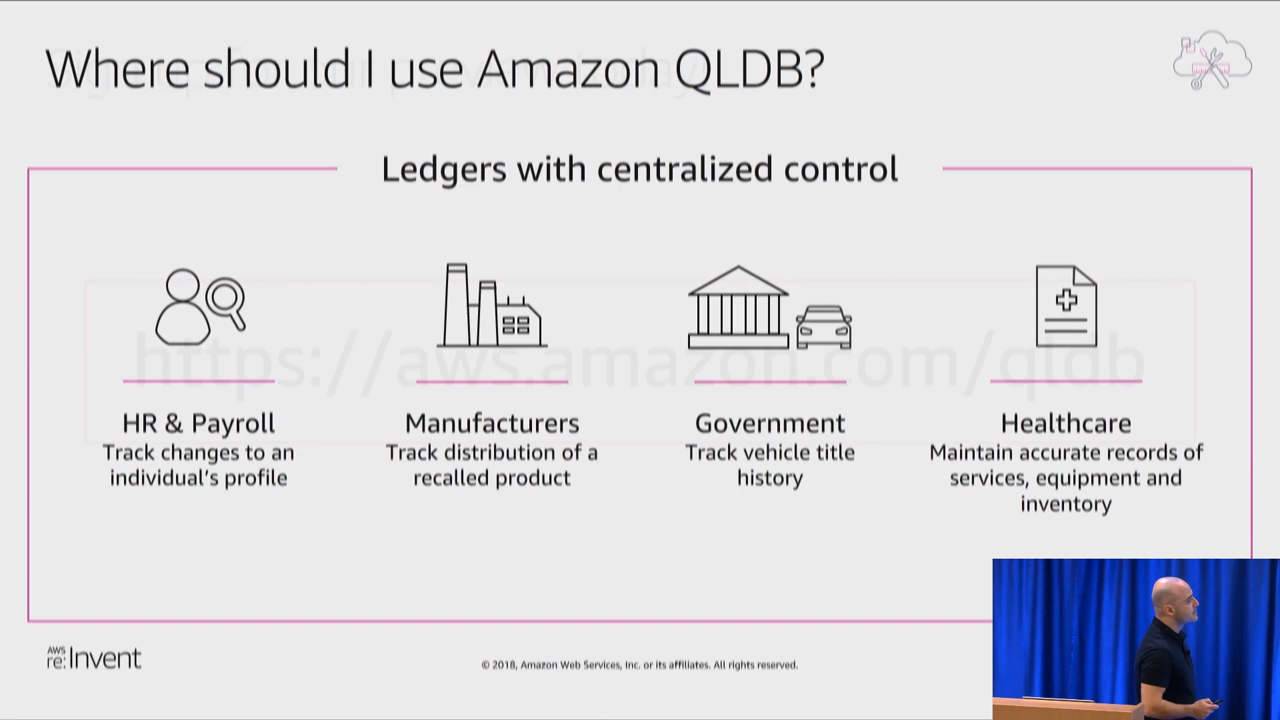 Where should I use Amazon QLDB?
Ledgers with centralized control
HR & Payroll
Track changes to an
individual's profile
Manufacturers
Track distribution of a
recalled product
Government
Track vehicle title
history
Healthcare
Maintain accurate records of
services, equipment and
inventory
https://aws.amazon.com/qldb
AWS
re:Invent
© 2018, Amazon Web Services, Inc. or its affiliates. All rights reserved.